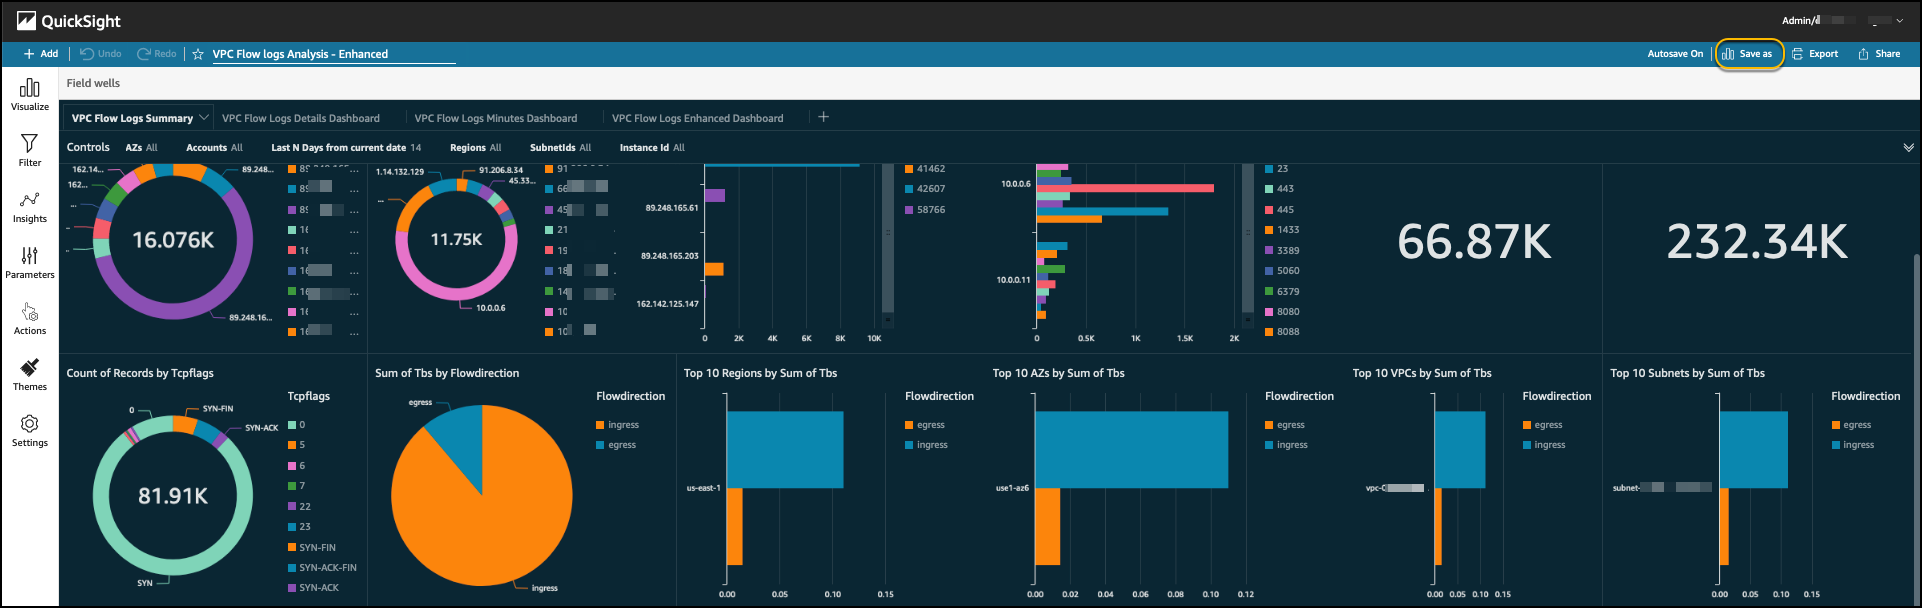 QuickSight
Admin/
Add
Undo
Redo
VPC Flow logs Analysis - Enhanced
Autosave On
Save as
Export
Share
Visualize
Filter
Insights
Parameters
Actions
Themes
Settings
Field wells
VPC Flow Logs Summary
VPC Flow Logs Details Dashboard
VPC Flow Logs Minutes Dashboard
VPC Flow Logs Enhanced Dashboard
Controls
AZs All
Accounts All
Last N Days from current date 14
Regions All
SubnetIds All
Instance Id All
162.14...
162...
...
89.248...
16.076K
89.248.16...
1.14.132.129
91.206.8.34
45.33...
...
11.75K
10.0.0.6
91
45
21
19
18
14
10
10
89.248.165.61
89.248.165.203
162.142.125.147
0 2K 4K 6K 8K 10K
41462
42607
58766
10.0.0.6
10.0.0.11
0 0.5K 1K 1.5K 2K
23
443
445
1433
3389
5060
6379
8080
8088
66.87K
232.34K
Count of Records by Tcpflags
0
SYN-FIN
SYN-ACK
81.91K
SYN
Tcpflags
0
5
6
7
22
23
SYN-FIN
SYN-ACK-FIN
SYN-ACK
Sum of Tbs by Flowdirection
egress
ingress
Flowdirection
ingress
egress
Top 10 Regions by Sum of Tbs
us-east-1
0.00 0.05 0.10 0.15
Flowdirection
egress
ingress
Top 10 AZs by Sum of Tbs
use1-az6
0.00 0.02 0.04 0.06 0.08 0.10 0.12
Flowdirection
egress
ingress
Top 10 VPCs by Sum of Tbs
vpc-
0.00 0.05 0.10 0.15
Flowdirection
egress
ingress
Top 10 Subnets by Sum of Tbs
subnet-
0.00 0.05 0.10 0.15
Flowdirection
egress
ingress